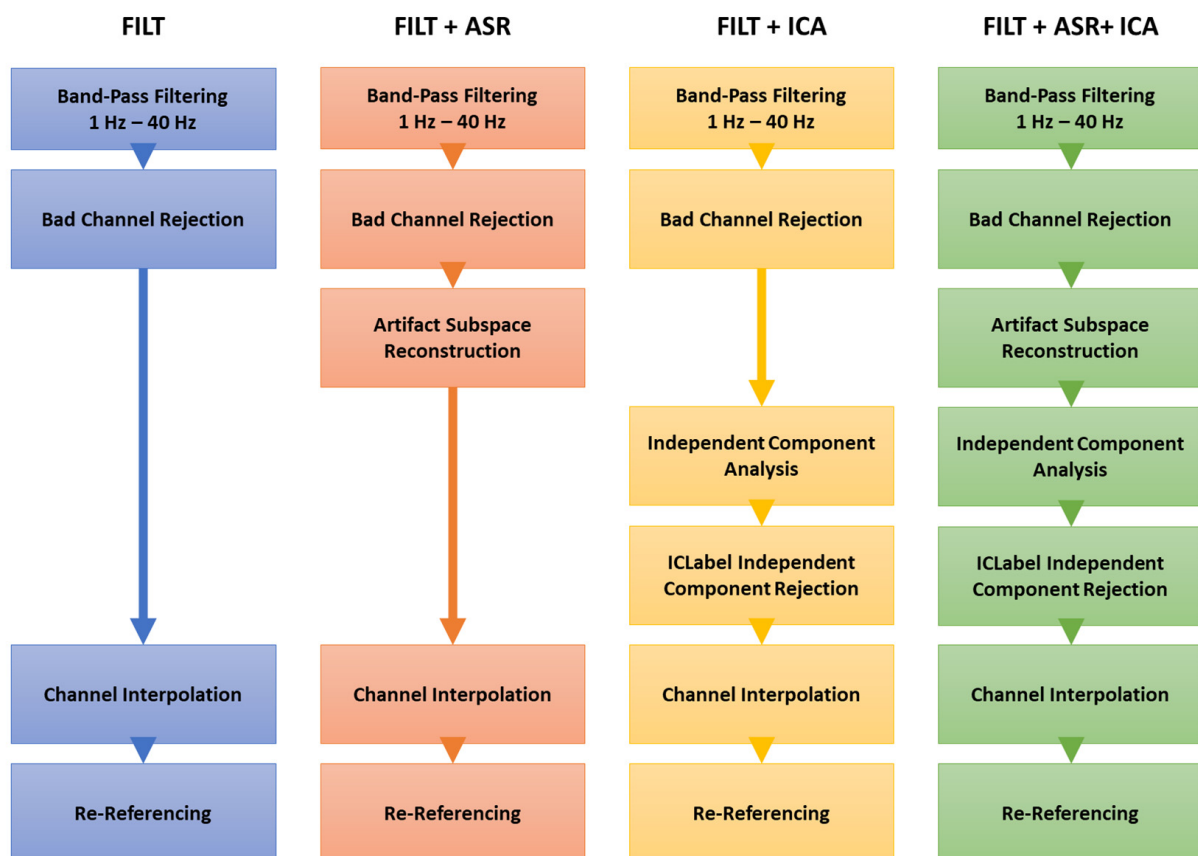 FILT
Band-Pass Filtering
1 Hz – 40 Hz
Bad Channel Rejection
Channel Interpolation
Re-Referencing
FILT + ASR
Band-Pass Filtering
1 Hz – 40 Hz
Bad Channel Rejection
Artifact Subspace
Reconstruction
Channel Interpolation
Re-Referencing
FILT + ICA
Band-Pass Filtering
1 Hz – 40 Hz
Bad Channel Rejection
Independent Component
Analysis
ICLabel Independent
Component Rejection
Channel Interpolation
Re-Referencing
FILT + ASR+ ICA
Band-Pass Filtering
1 Hz – 40 Hz
Bad Channel Rejection
Artifact Subspace
Reconstruction
Independent Component
Analysis
ICLabel Independent
Component Rejection
Channel Interpolation
Re-Referencing